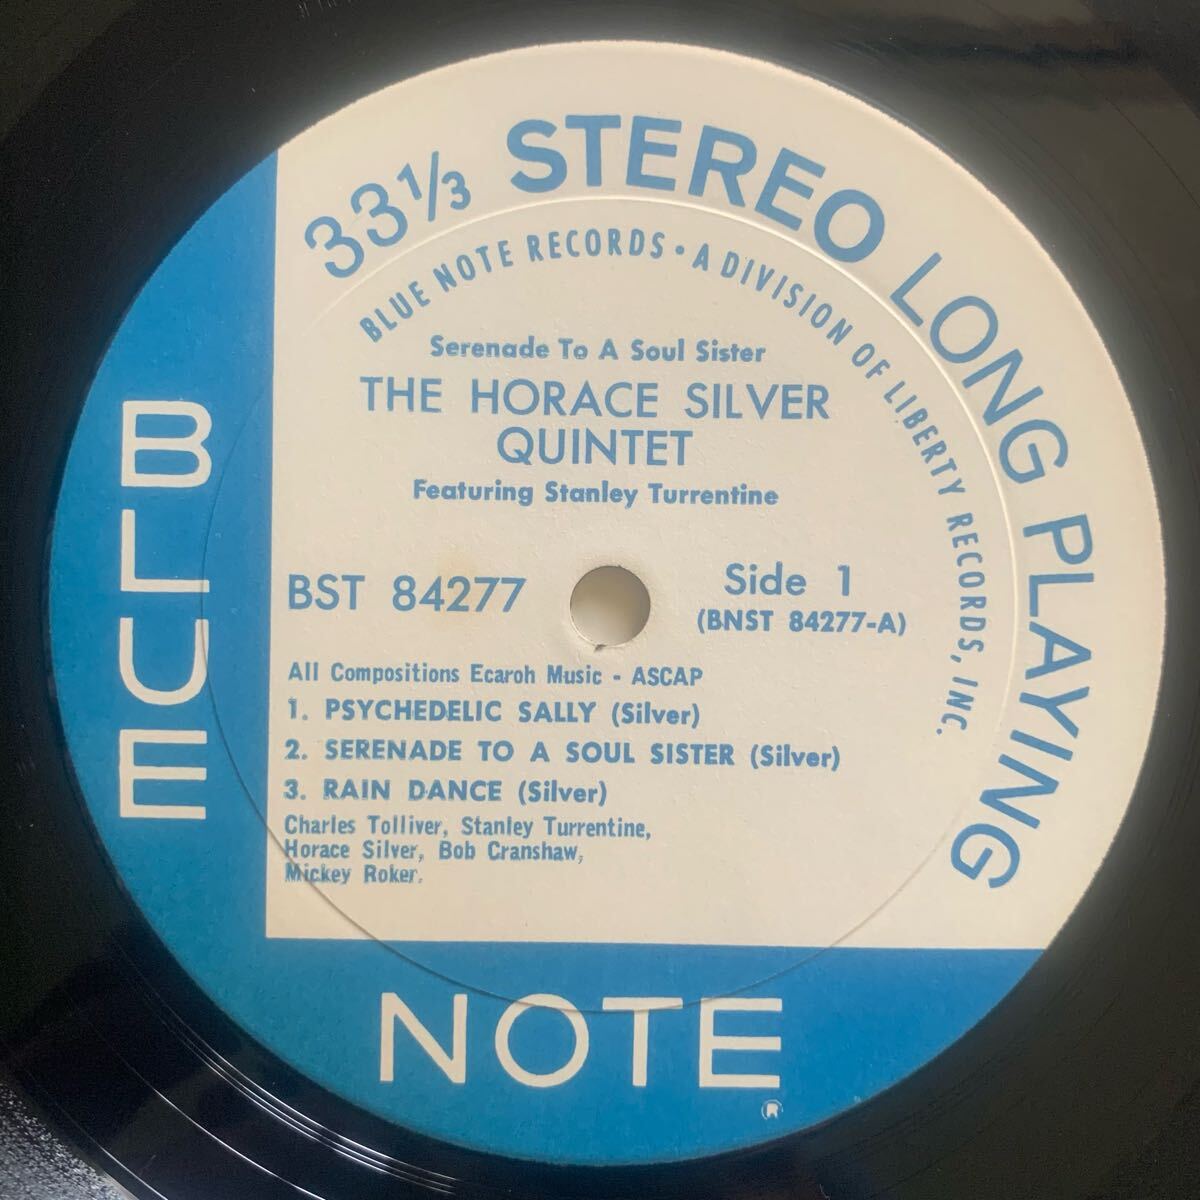 33⅓ STEREO LONG PLAYING
BLUE NOTE RECORDS • A DIVISION OF LIBERTY RECORDS, INC.
Serenade To A Soul Sister
THE HORACE SILVER
QUINTET
Featuring Stanley Turrentine
BST 84277
Side 1
(BNST 84277-A)
All Compositions Ecaroh Music - ASCAP
1. PSYCHEDELIC SALLY (Silver)
2. SERENADE TO A SOUL SISTER (Silver)
3. RAIN DANCE (Silver)
Charles Tolliver, Stanley Turrentine,
Horace Silver, Bob Cranshaw,
Mickey Roker.
BLUE
NOTE
®